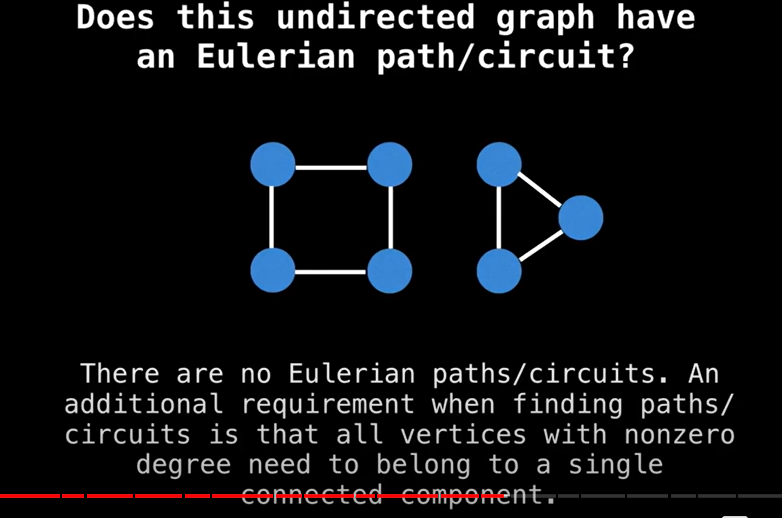 Does this undirected graph have
an Eulerian path/circuit?
There are no Eulerian paths/circuits. An
additional requirement when finding paths/
circuits is that all vertices with nonzero
degree need to belong to a single
connected component.